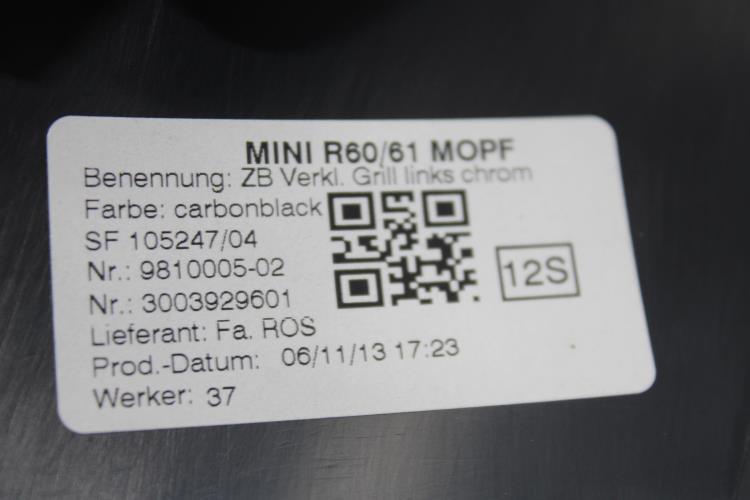 MINI R60/61 MOPF
Benennung: ZB Verkl. Grill links chrom
Farbe: carbonblack
SF 105247/04
Nr.: 9810005-02
12S
Nr.: 3003929601
Lieferant: Fa. ROS
Prod.-Datum: 06/11/13 17:23
Werker: 37